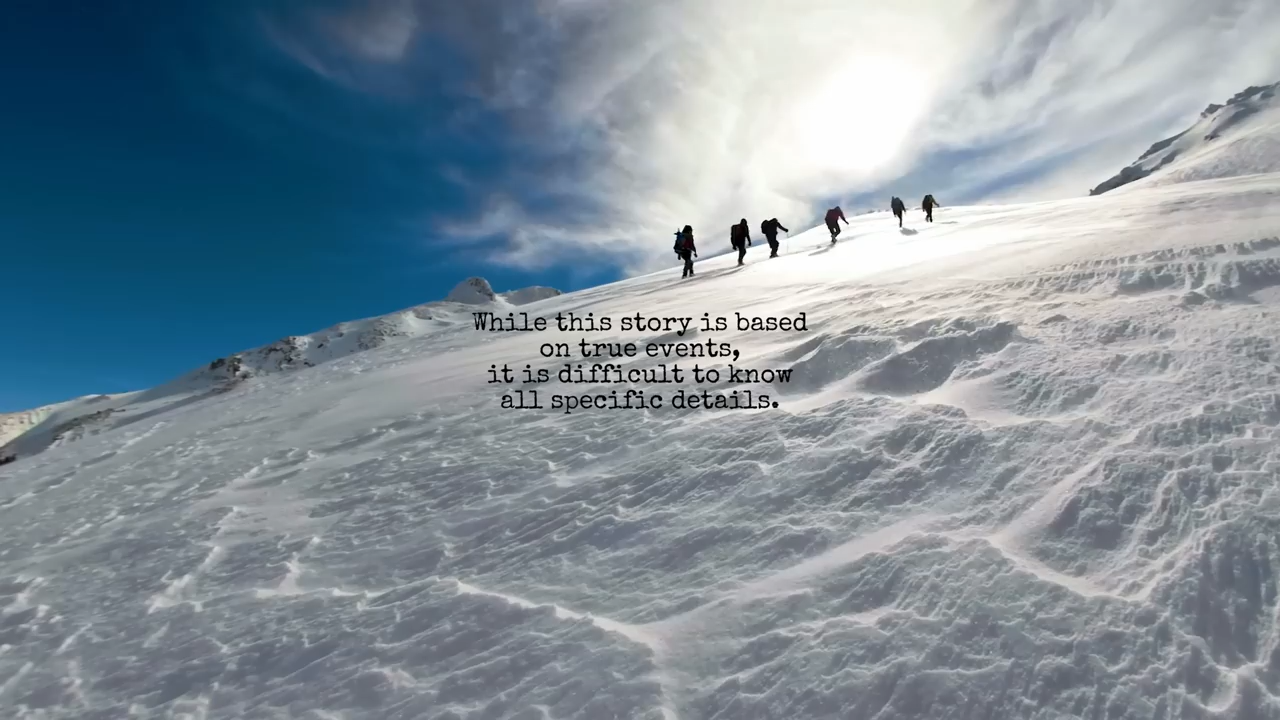 While this story is based
on true events,
it is difficult to know
all specific details.